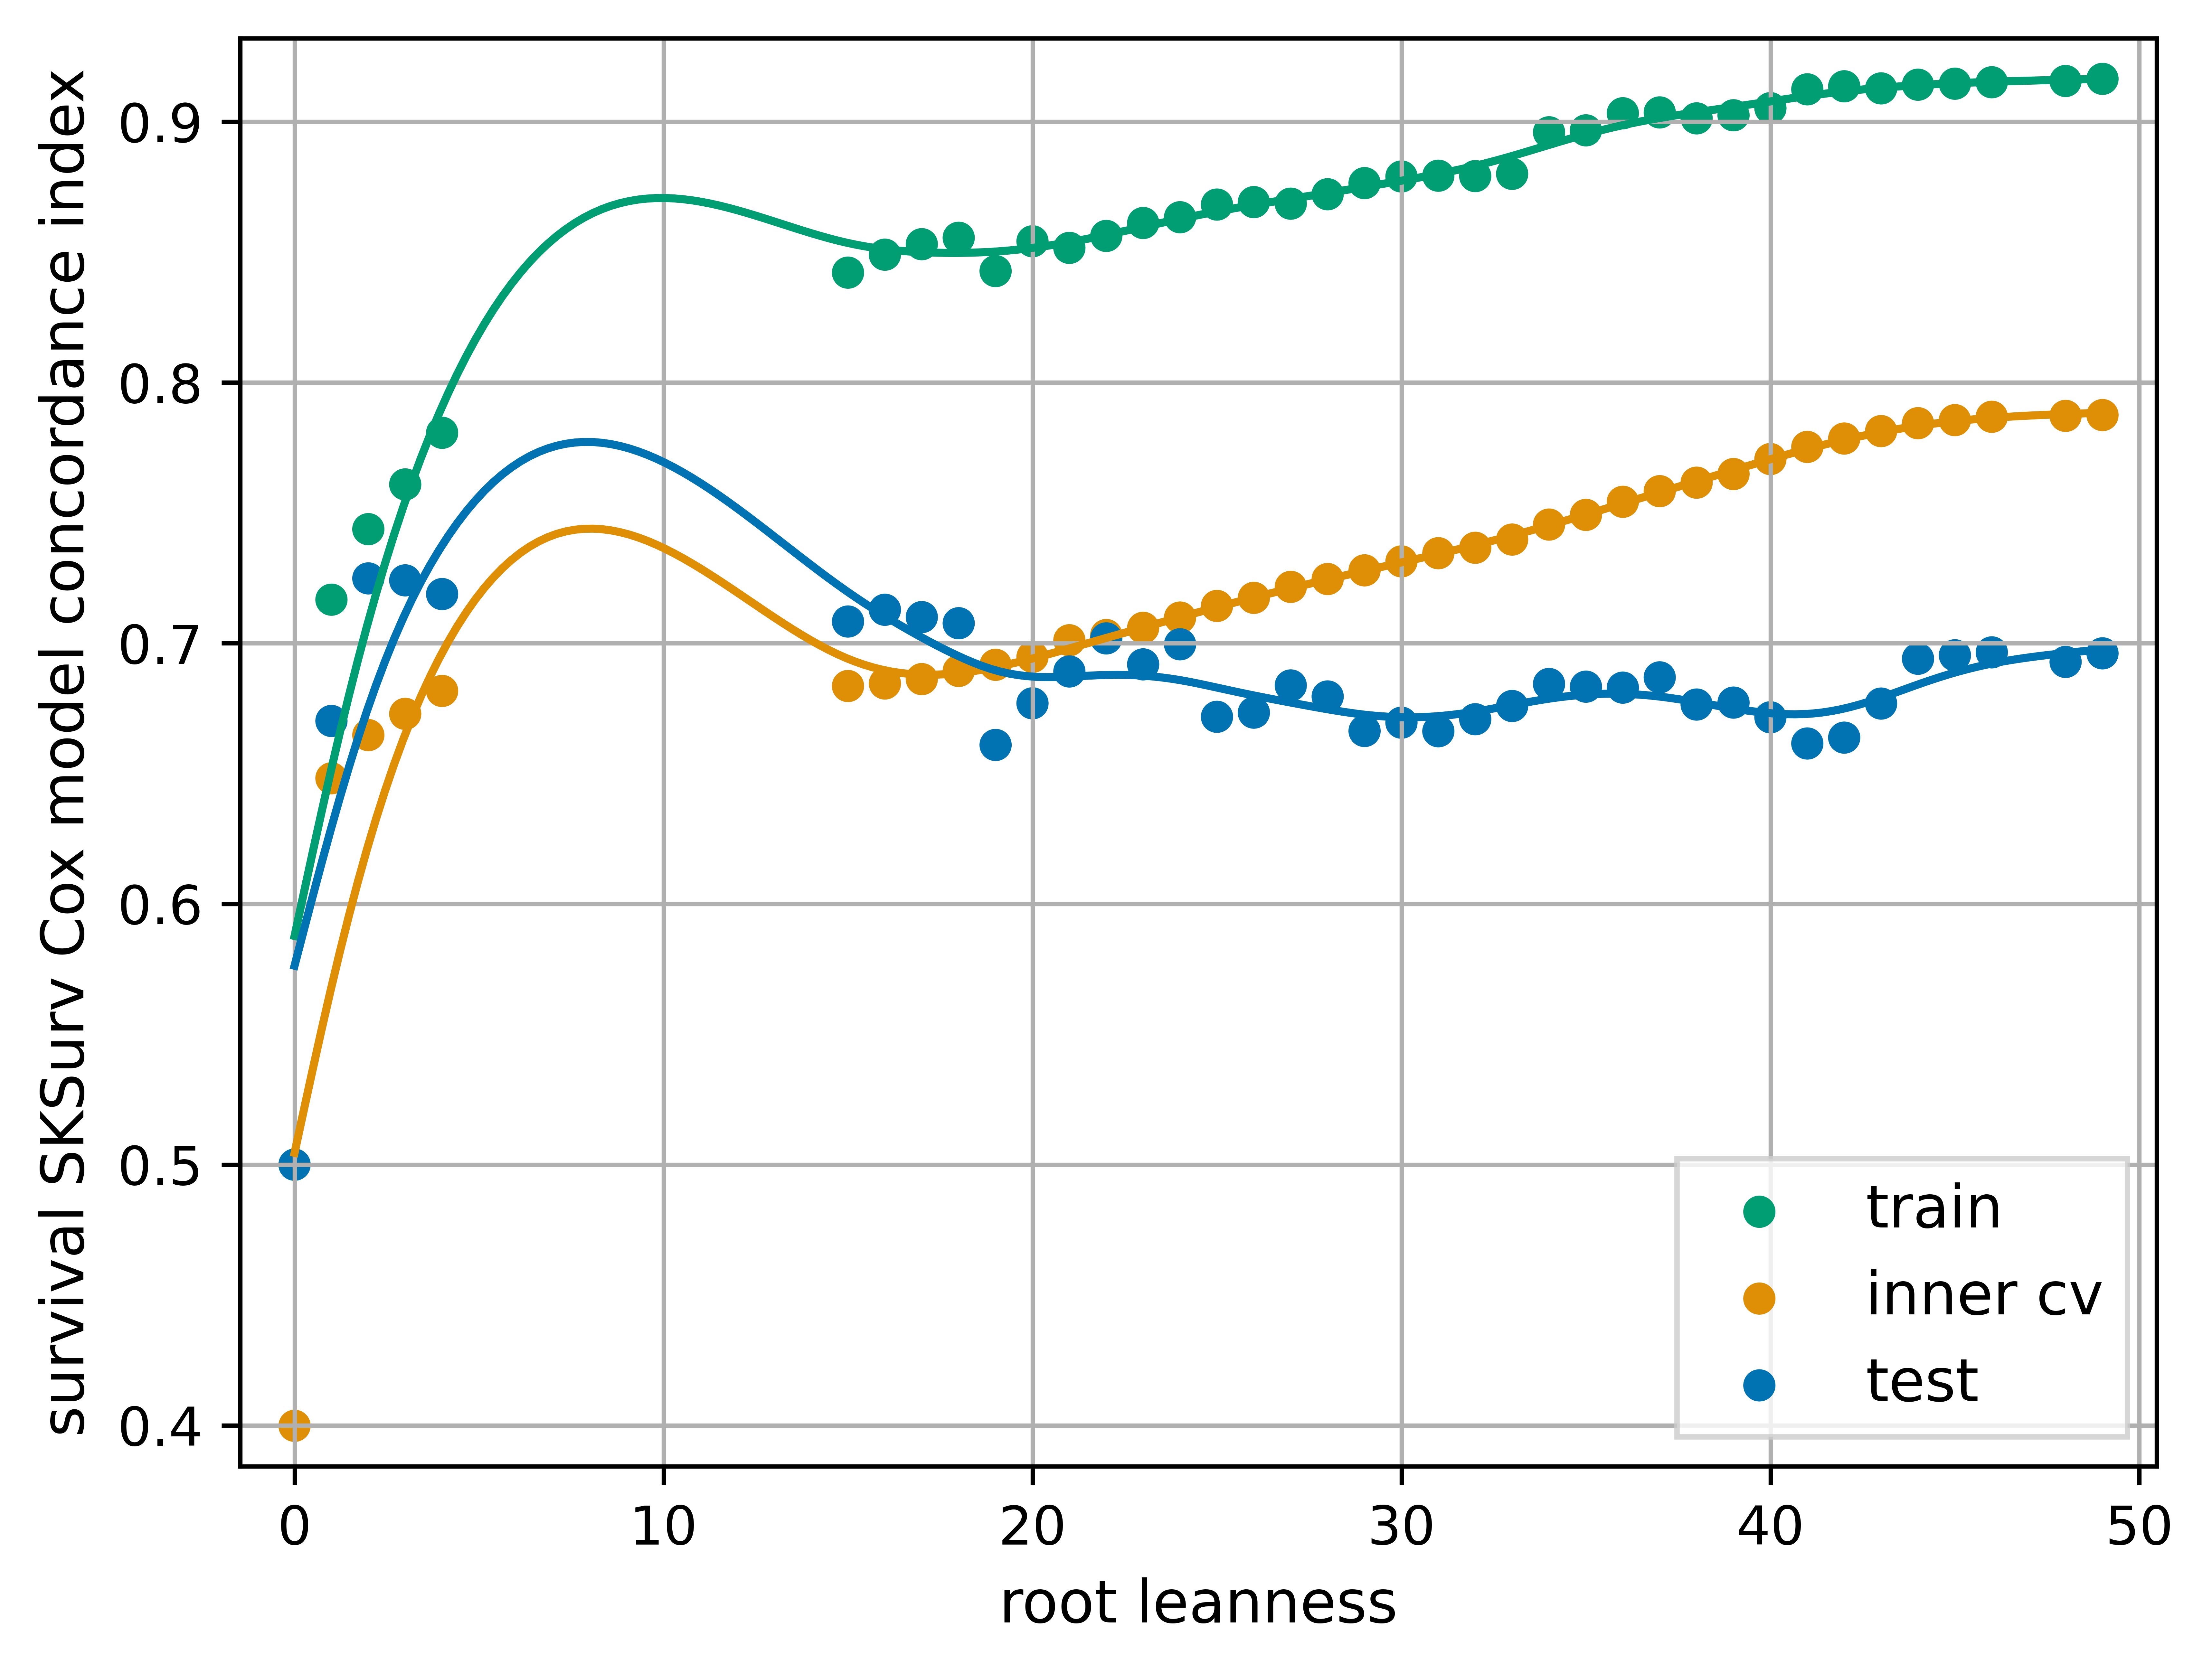 survival SKSurv Cox model concordance index
0.9
0.8
0.7
0.6
0.5
0.4
0 10 20 30 40 50
root leanness
train
inner cv
test